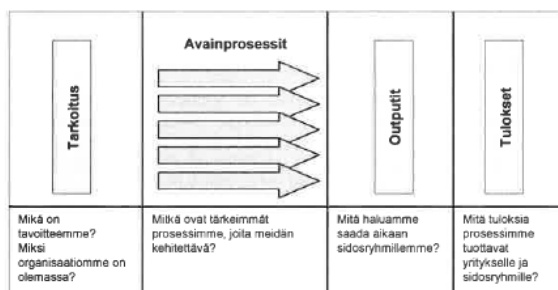 Avainprosessit
Tarkoitus
Outputit
Tulokset
Mikä on
tavoitteemme?
Miksi
organisaatiomme on
olemassa?
Mitkä ovat tärkeimmät
prosessimme, joita meidän
kehitettävä?
Mitä haluamme
saada aikaan
sidosryhmillemme?
Mitä tuloksia
prosessimme
tuottavat
yritykselle ja
sidosryhmille?